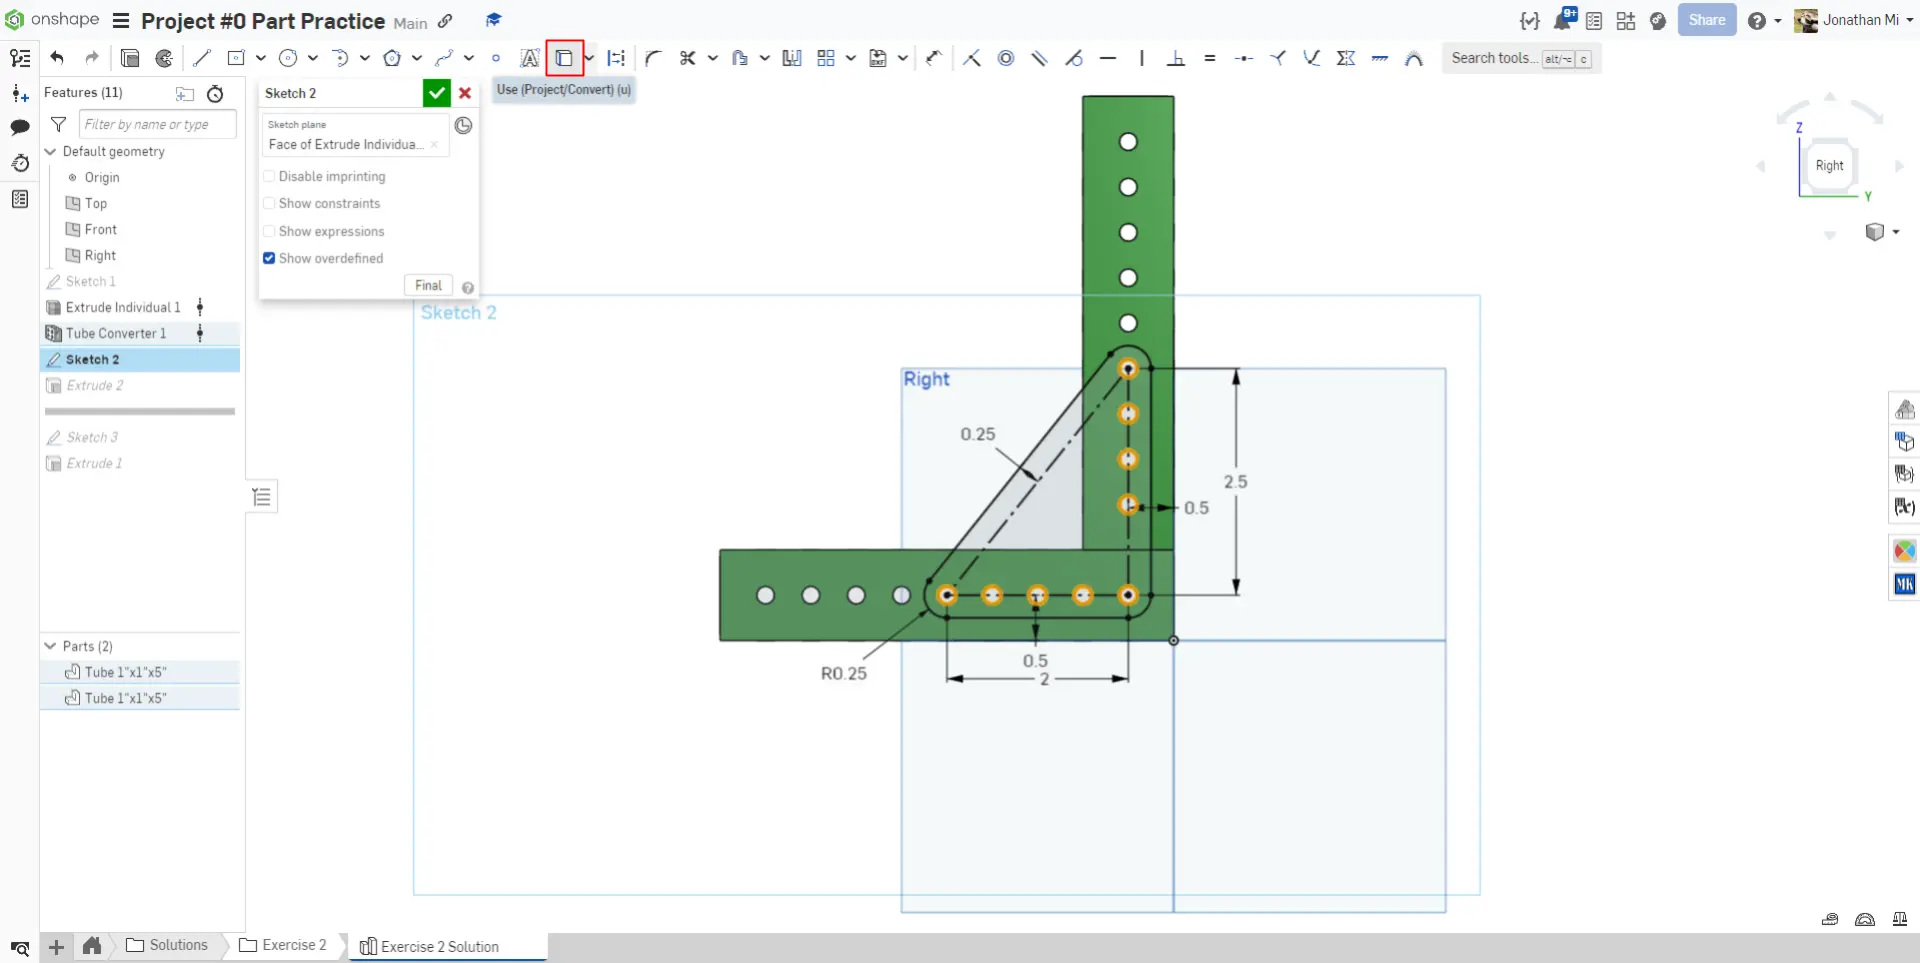 onshape
Project #0 Part Practice
Main
9+
Share
Jonathan Mi
Search tools... alt/⌥ c
Use (Project/Convert) (u)
Features (11)
Filter by name or type
Default geometry
Origin
Top
Front
Right
Sketch 1
Extrude Individual 1
Tube Converter 1
Sketch 2
Extrude 2
Sketch 3
Extrude 1
Parts (2)
Tube 1"x1"x5"
Tube 1"x1"x5"
Sketch 2
Sketch plane
Face of Extrude Individua...
Disable imprinting
Show constraints
Show expressions
Show overdefined
Final
Sketch 2
Right
0.25
2.5
0.5
R0.25
0.5
2
Z
Right
Y
(x)
MK
Solutions
Exercise 2
Exercise 2 Solution